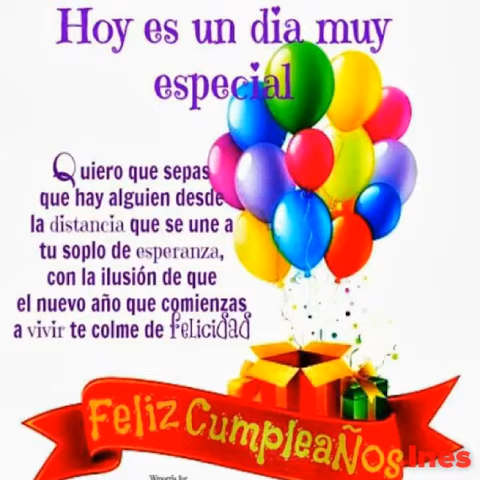 Hoy es un dia muy
especial
Quiero que sepas
que hay alguien desde
la distancia que se une a
tu soplo de esperanza,
con la ilusión de que
el nuevo año que comienzas
a vivir te colme de felicidad
Feliz Cumpleaños
.Ines